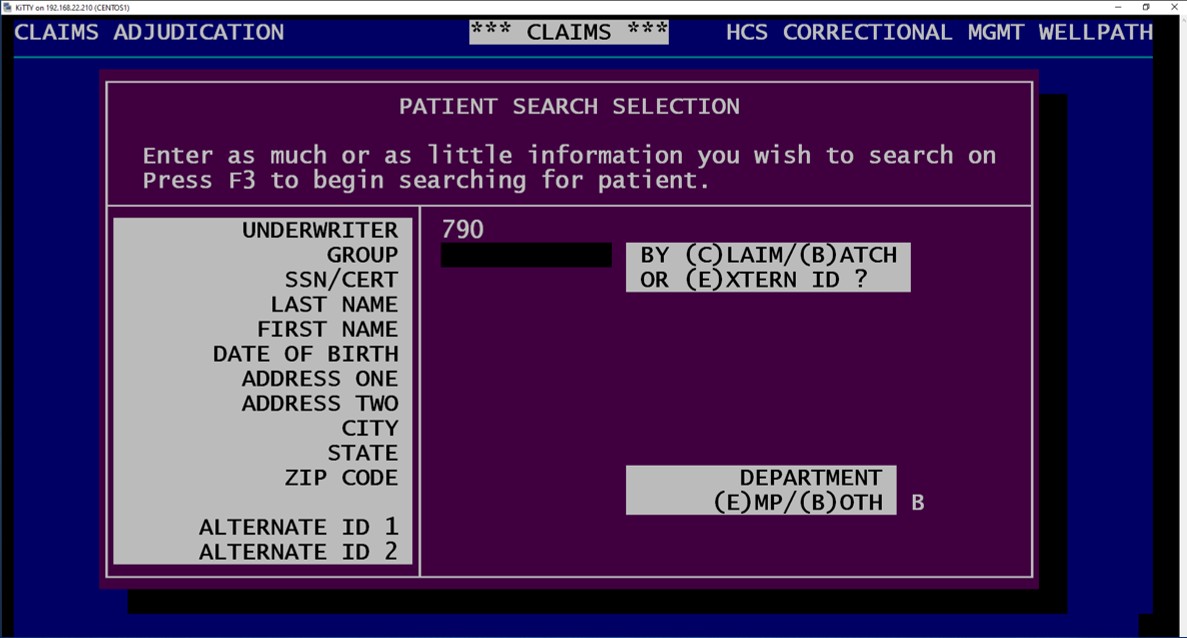 KiTTY on 192.168.22.210 (CENTOS1)
CLAIMS ADJUDICATION *** CLAIMS *** HCS CORRECTIONAL MGMT WELLPATH
PATIENT SEARCH SELECTION
Enter as much or as little information you wish to search on
Press F3 to begin searching for patient.
UNDERWRITER 790
GROUP BY (C)LAIM/(B)ATCH
SSN/CERT OR (E)XTERN ID ?
LAST NAME
FIRST NAME
DATE OF BIRTH
ADDRESS ONE
ADDRESS TWO
CITY
STATE
ZIP CODE DEPARTMENT
(E)MP/(B)OTH B
ALTERNATE ID 1
ALTERNATE ID 2